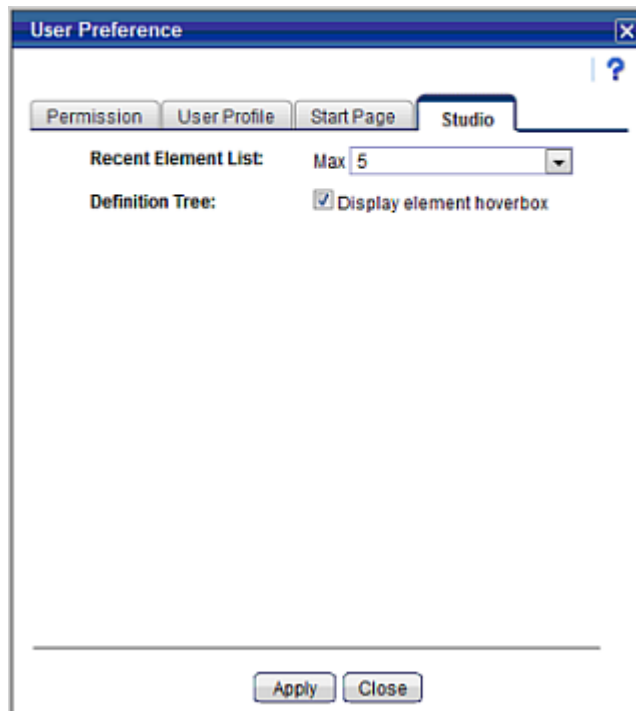 User Preference
?
Permission User Profile Start Page Studio
Recent Element List: Max 5
Definition Tree: Display element hoverbox
Apply Close